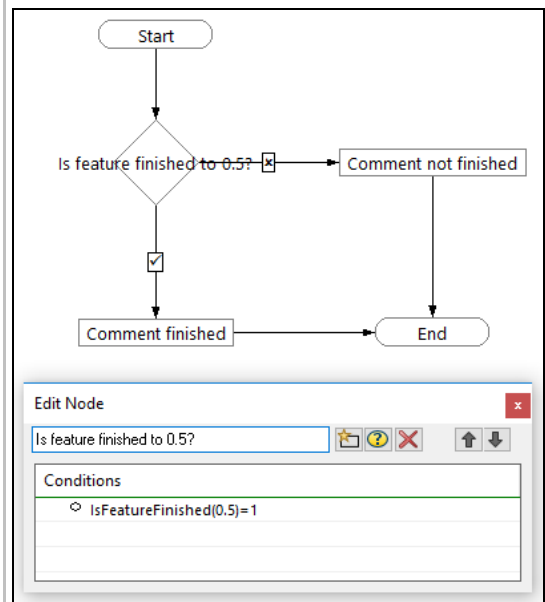 Start
Is feature finished to 0.5?
Comment not finished
Comment finished
End
Edit Node
Is feature finished to 0.5?
Conditions
IsFeatureFinished(0.5)=1